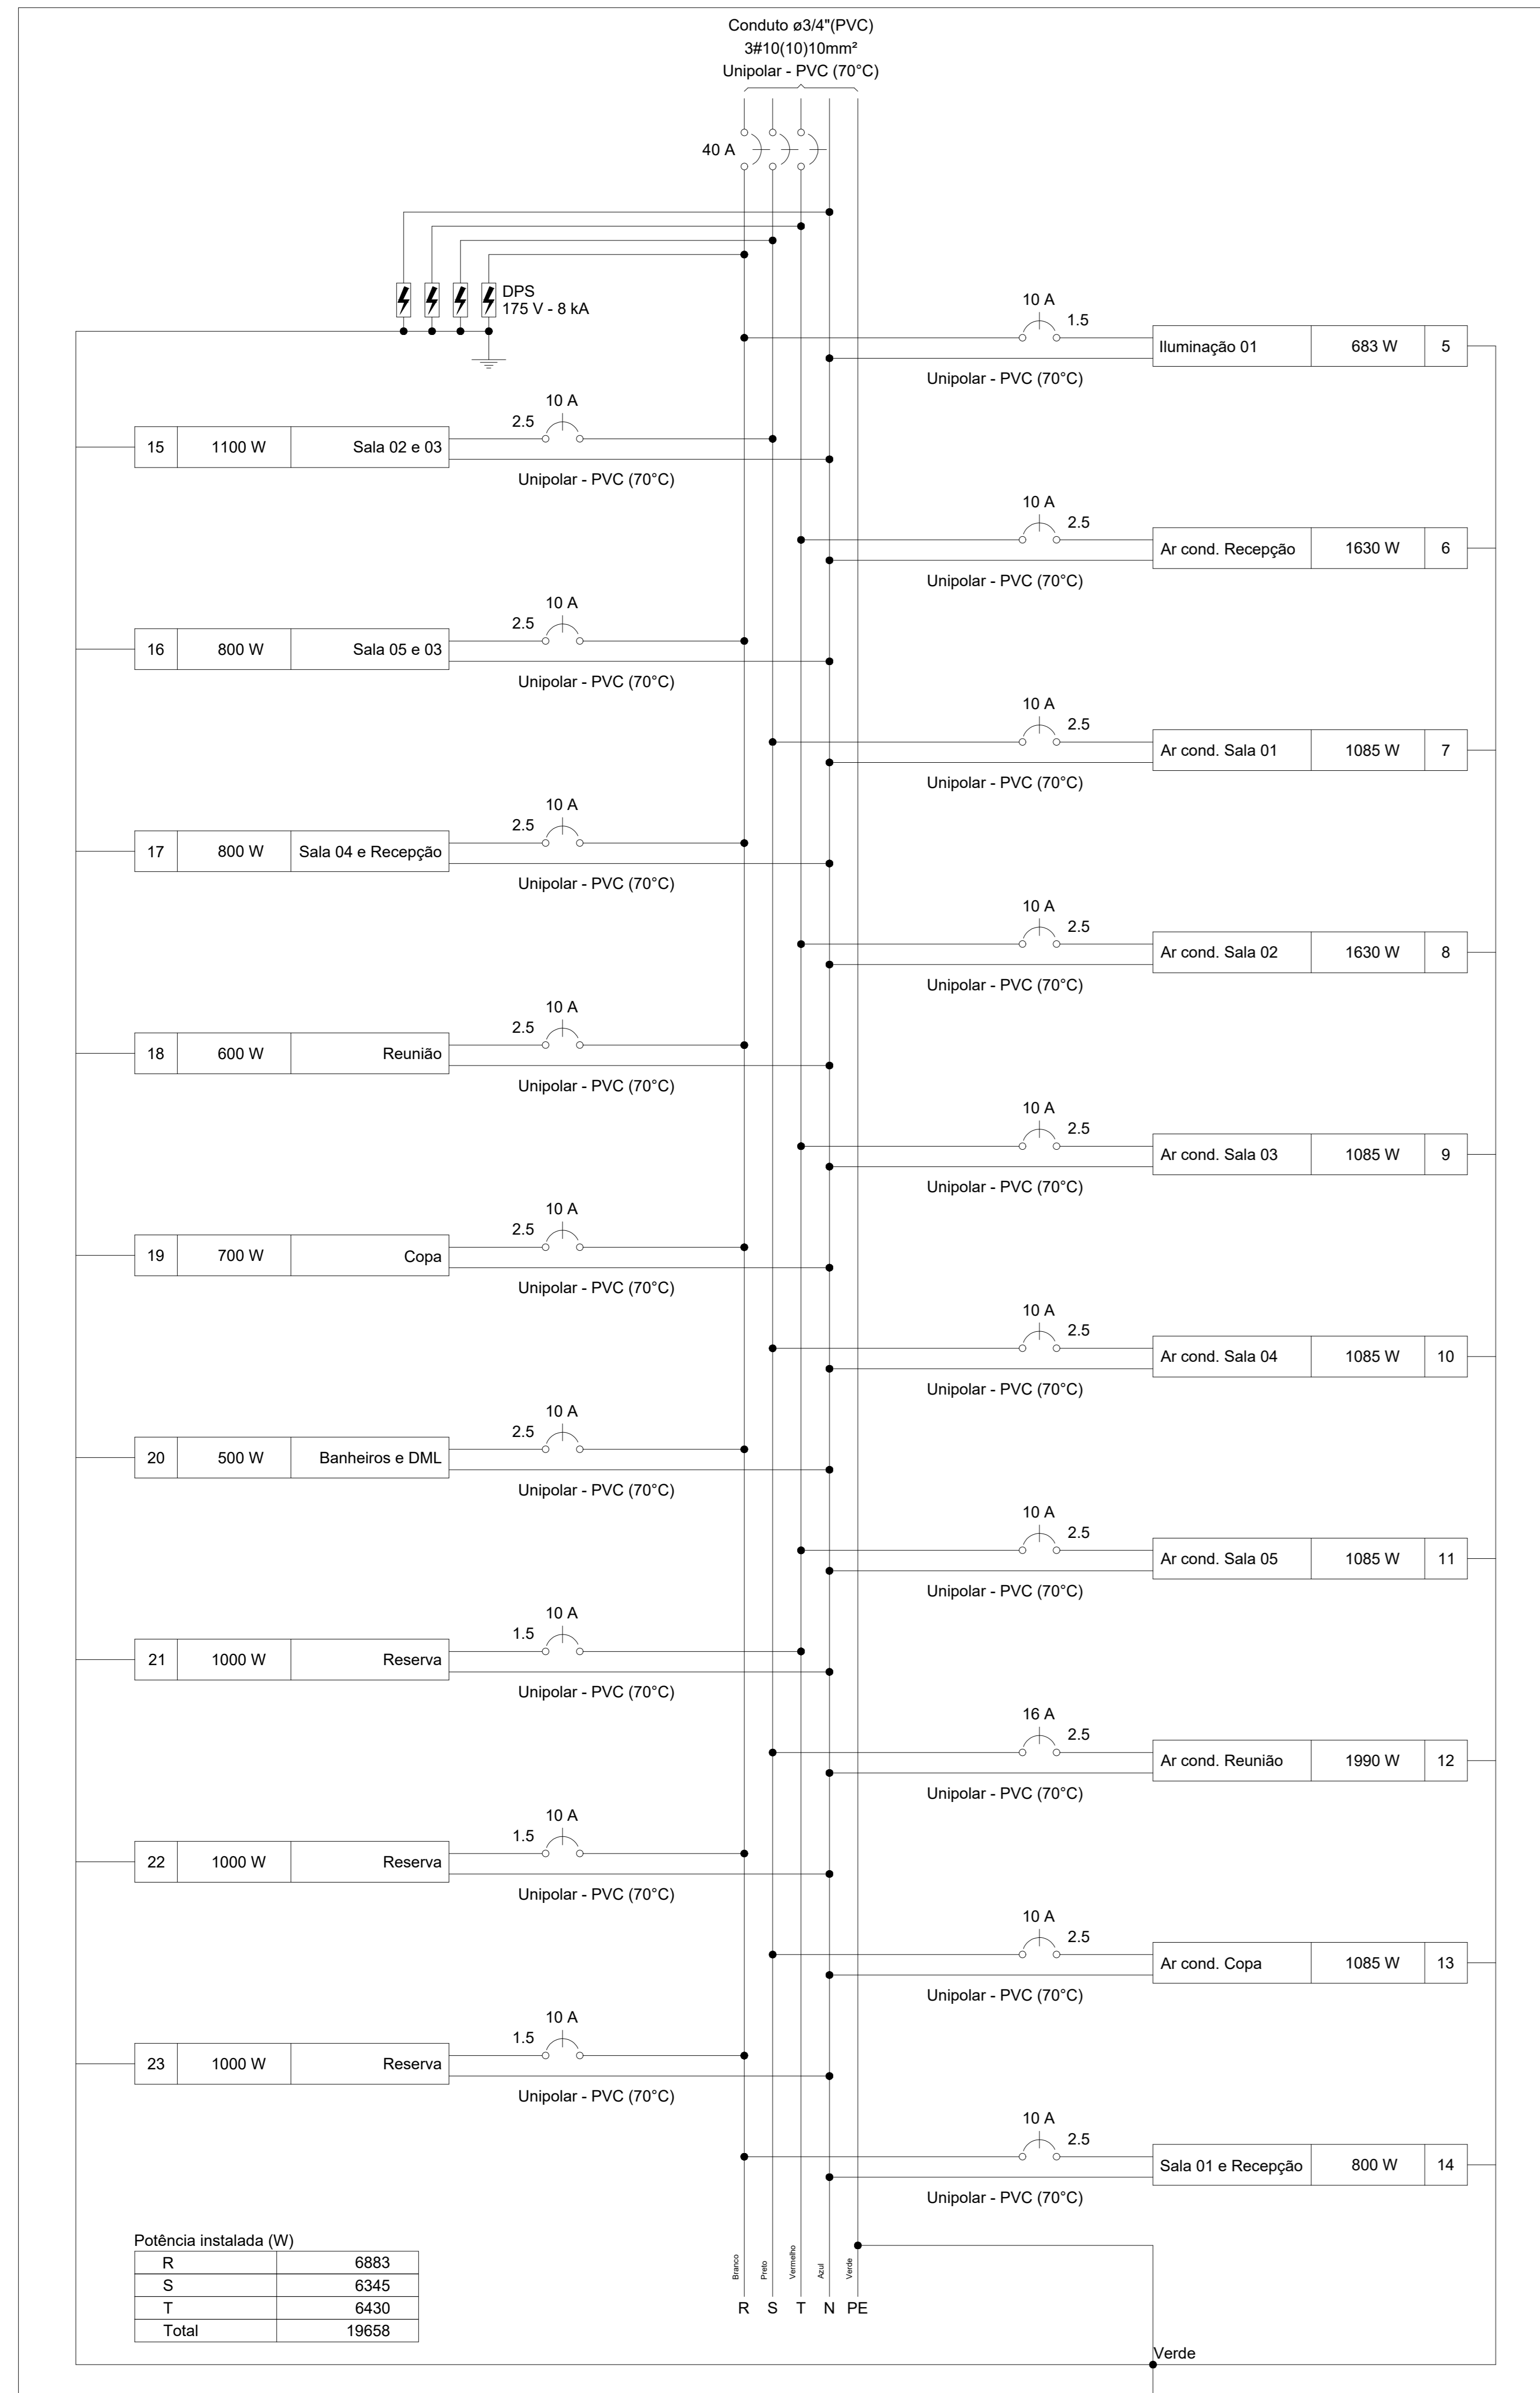 Conduto ø3/4"(PVC)
3#10(10)10mm²
Unipolar - PVC (70°C)
40 A
DPS
175 V - 8 kA
10 A
1.5
Iluminação 01 683 W 5
Unipolar - PVC (70°C)
10 A
2.5
15 1100 W Sala 02 e 03
Unipolar - PVC (70°C)
10 A
2.5
Ar cond. Recepção 1630 W 6
Unipolar - PVC (70°C)
10 A
2.5
16 800 W Sala 05 e 03
Unipolar - PVC (70°C)
10 A
2.5
Ar cond. Sala 01 1085 W 7
Unipolar - PVC (70°C)
10 A
2.5
17 800 W Sala 04 e Recepção
Unipolar - PVC (70°C)
10 A
2.5
Ar cond. Sala 02 1630 W 8
Unipolar - PVC (70°C)
10 A
2.5
18 600 W Reunião
Unipolar - PVC (70°C)
10 A
2.5
Ar cond. Sala 03 1085 W 9
Unipolar - PVC (70°C)
10 A
2.5
19 700 W Copa
Unipolar - PVC (70°C)
10 A
2.5
Ar cond. Sala 04 1085 W 10
Unipolar - PVC (70°C)
10 A
2.5
20 500 W Banheiros e DML
Unipolar - PVC (70°C)
10 A
2.5
Ar cond. Sala 05 1085 W 11
Unipolar - PVC (70°C)
10 A
1.5
21 1000 W Reserva
Unipolar - PVC (70°C)
16 A
2.5
Ar cond. Reunião 1990 W 12
Unipolar - PVC (70°C)
10 A
1.5
22 1000 W Reserva
Unipolar - PVC (70°C)
10 A
2.5
Ar cond. Copa 1085 W 13
Unipolar - PVC (70°C)
10 A
1.5
23 1000 W Reserva
Unipolar - PVC (70°C)
10 A
2.5
Sala 01 e Recepção 800 W 14
Unipolar - PVC (70°C)
Potência instalada (W)
R 6883
S 6345
T 6430
Total 19658
Branco
Preto
Vermelho
Azul
Verde
R S T N PE
Verde